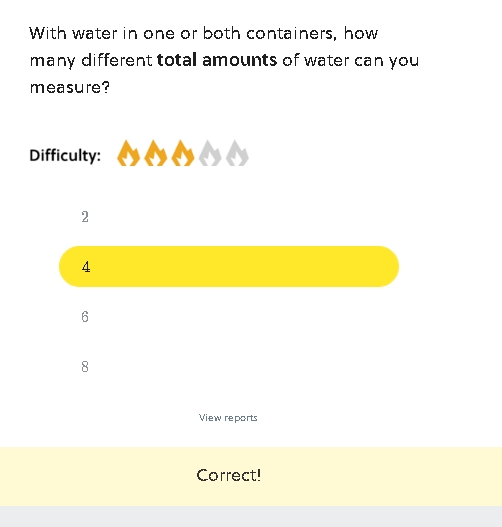 With water in one or both containers, how
many different total amounts of water can you
measure?
Difficulty:
2
4
6
8
View reports
Correct!